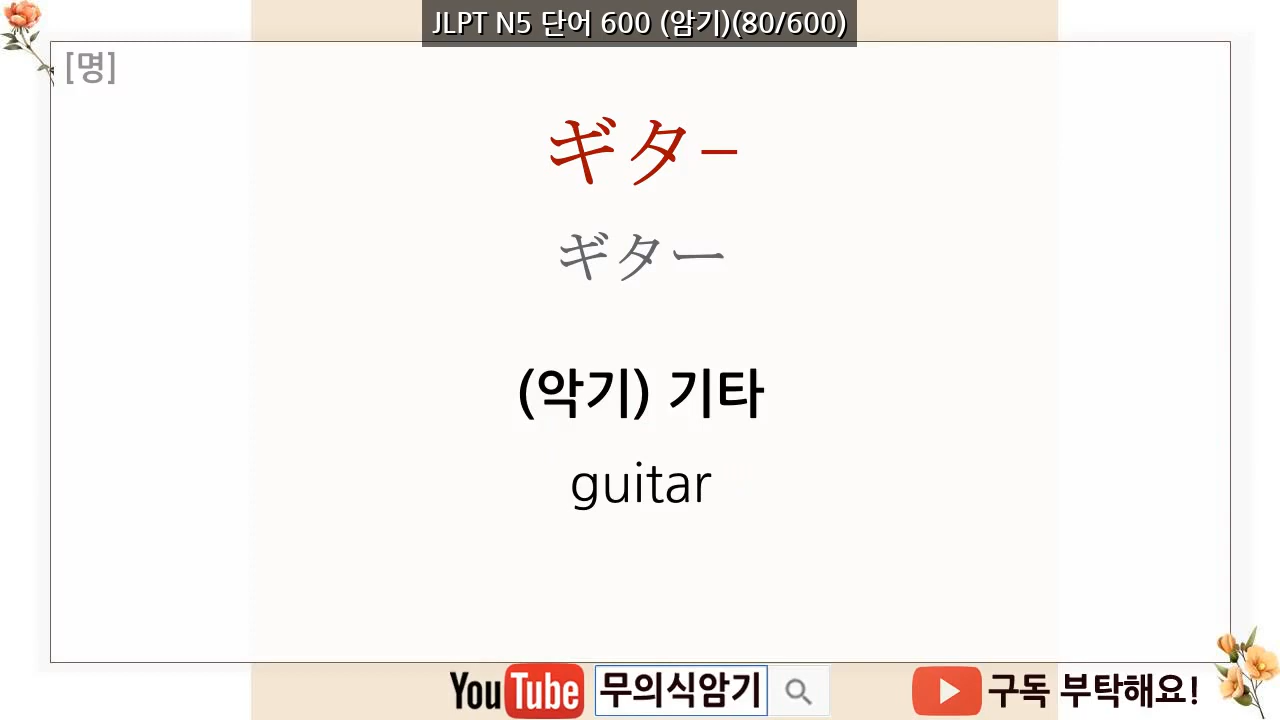 JLPT N5 단어 600 (암기)(80/600)
[명]
ギタ-
ギター
(악기) 기타
guitar
YouTube 무의식암기 구독 부탁해요!